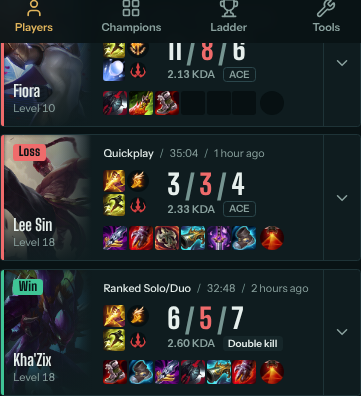 Players
Champions
Ladder
Tools
11 / 8 / 6
2.13 KDA ACE
Fiora
Level 10
Loss
Quickplay / 35:04 / 1 hour ago
3 / 3 / 4
2.33 KDA ACE
Lee Sin
Level 18
Win
Ranked Solo/Duo / 32:48 / 2 hours ago
6 / 5 / 7
2.60 KDA Double kill
Kha'Zix
Level 18